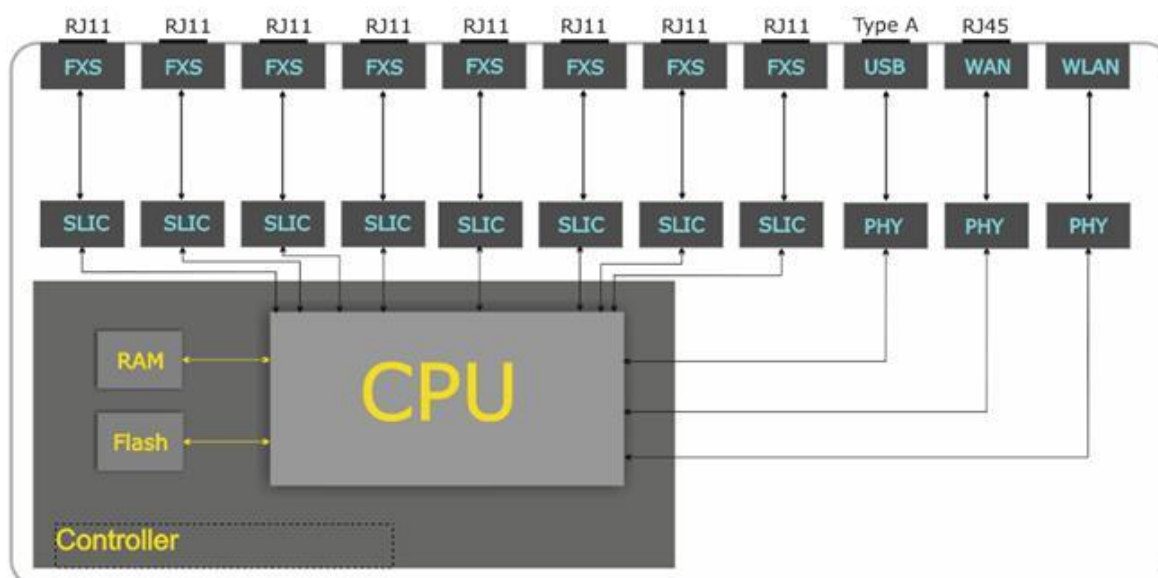 RJ11 RJ11 RJ11 RJ11 RJ11 RJ11 RJ11 RJ11 Type A RJ45
FXS FXS FXS FXS FXS FXS FXS FXS USB WAN WLAN
SLIC SLIC SLIC SLIC SLIC SLIC SLIC SLIC PHY PHY PHY
RAM
CPU
Flash
Controller